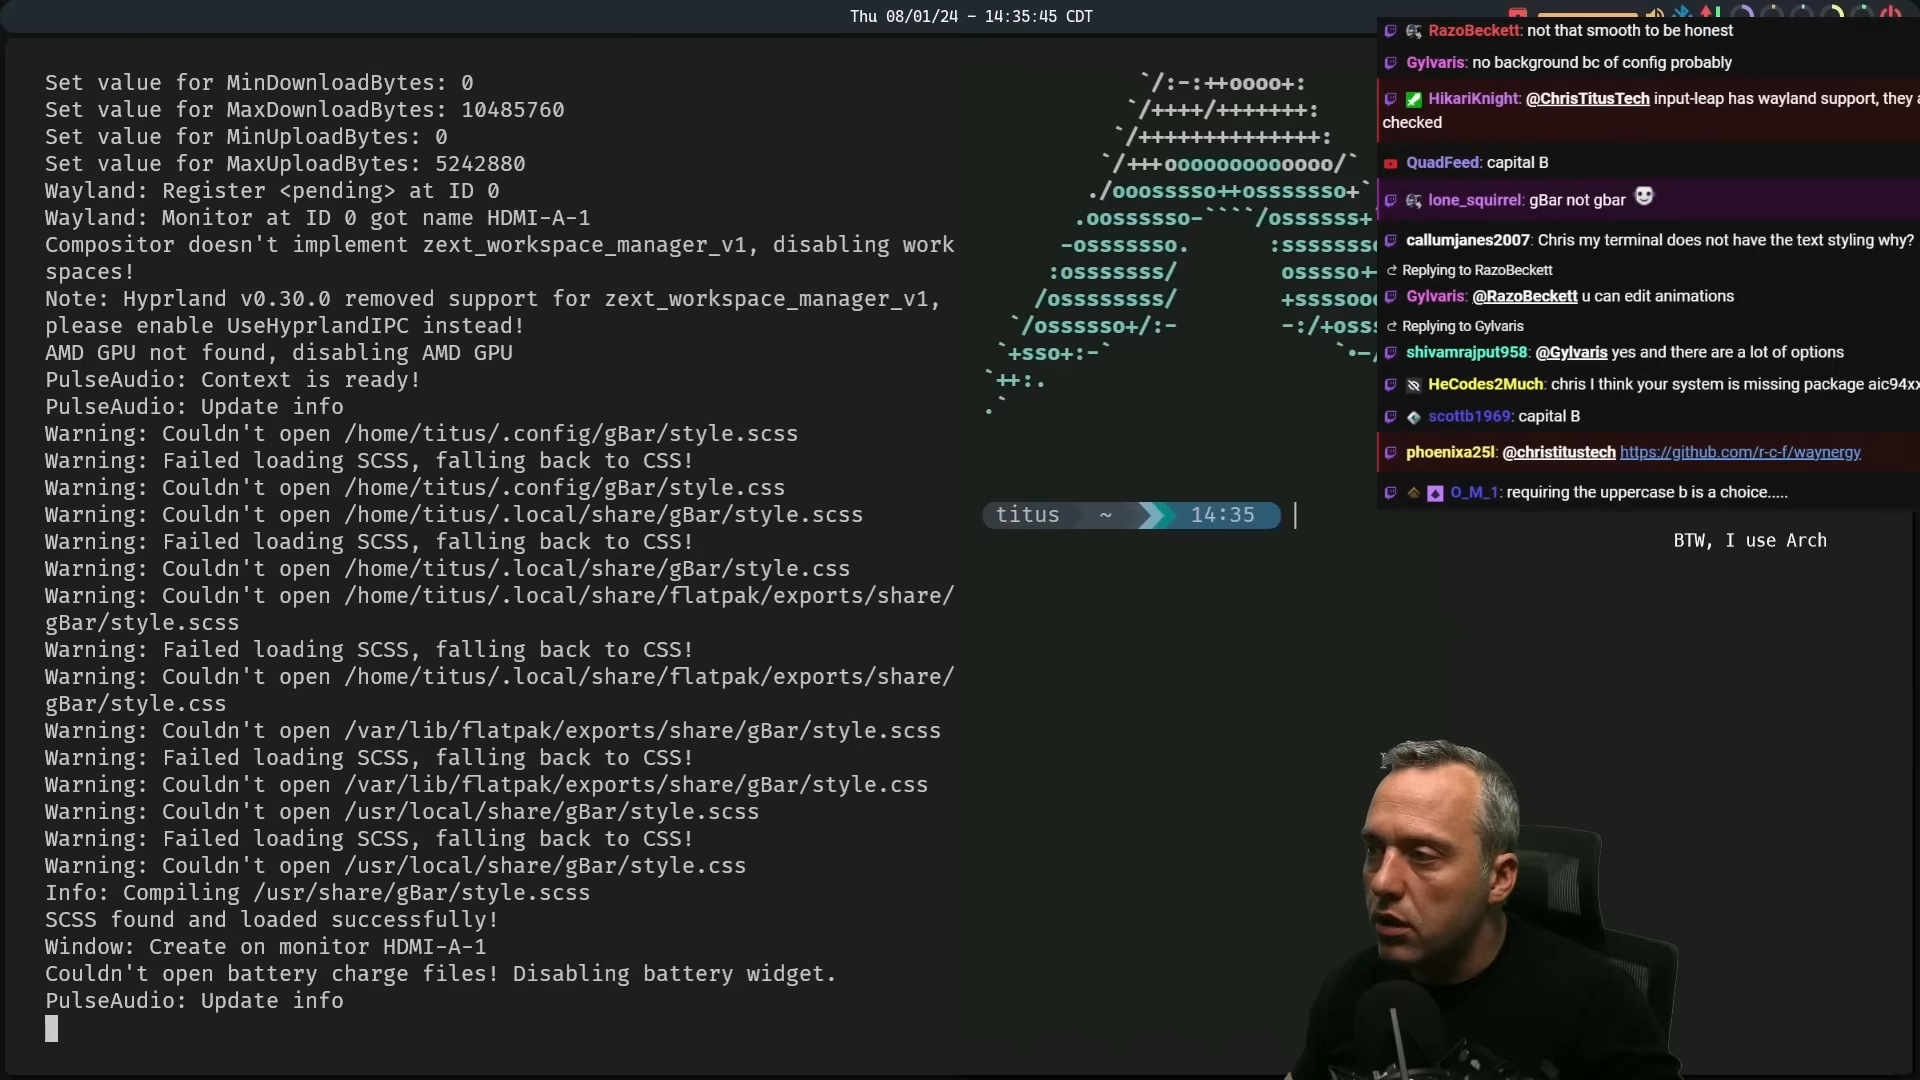 Thu 08/01/24 – 14:35:45 CDT
Set value for MinDownloadBytes: 0
Set value for MaxDownloadBytes: 10485760
Set value for MinUploadBytes: 0
Set value for MaxUploadBytes: 5242880
Wayland: Register <pending> at ID 0
Wayland: Monitor at ID 0 got name HDMI-A-1
Compositor doesn't implement zext_workspace_manager_v1, disabling work
spaces!
Note: Hyprland v0.30.0 removed support for zext_workspace_manager_v1,
please enable UseHyprlandIPC instead!
AMD GPU not found, disabling AMD GPU
PulseAudio: Context is ready!
PulseAudio: Update info
Warning: Couldn't open /home/titus/.config/gBar/style.scss
Warning: Failed loading SCSS, falling back to CSS!
Warning: Couldn't open /home/titus/.config/gBar/style.css
Warning: Couldn't open /home/titus/.local/share/gBar/style.scss
Warning: Failed loading SCSS, falling back to CSS!
Warning: Couldn't open /home/titus/.local/share/gBar/style.css
Warning: Couldn't open /home/titus/.local/share/flatpak/exports/share/
gBar/style.scss
Warning: Failed loading SCSS, falling back to CSS!
Warning: Couldn't open /home/titus/.local/share/flatpak/exports/share/
gBar/style.css
Warning: Couldn't open /var/lib/flatpak/exports/share/gBar/style.scss
Warning: Failed loading SCSS, falling back to CSS!
Warning: Couldn't open /var/lib/flatpak/exports/share/gBar/style.css
Warning: Couldn't open /usr/local/share/gBar/style.scss
Warning: Failed loading SCSS, falling back to CSS!
Warning: Couldn't open /usr/local/share/gBar/style.css
Info: Compiling /usr/share/gBar/style.scss
SCSS found and loaded successfully!
Window: Create on monitor HDMI-A-1
Couldn't open battery charge files! Disabling battery widget.
PulseAudio: Update info
`/:-:++oooo+:
`/++++/+++++++:
`/++++++++++++++:
`/+++ooooooooooooo/`
./ooosssso++osssssso+`
.oossssso-````/ossssss+
-osssssso. :sssssss
:osssssss/ osssso+
/ossssssss/ +ssssooo
`/ossssso+/:- -:/+osss
`+sso+:-` `.-/
`++:.
.`
titus ~ 14:35
RazoBeckett: not that smooth to be honest
Gylvaris: no background bc of config probably
HikariKnight: @ChrisTitusTech input-leap has wayland support, they a
checked
QuadFeed: capital B
lone_squirrel: gBar not gbar
callumjanes2007: Chris my terminal does not have the text styling why?
Replying to RazoBeckett
Gylvaris: @RazoBeckett u can edit animations
Replying to Gylvaris
shivamrajput958: @Gylvaris yes and there are a lot of options
HeCodes2Much: chris I think your system is missing package aic94xx
scottb1969: capital B
phoenixa25l: @christitustech https://github.com/r-c-f/waynergy
O_M_1: requiring the uppercase b is a choice.....
BTW, I use Arch